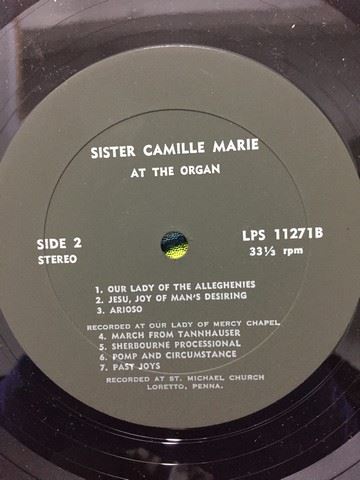 SISTER CAMILLE MARIE
AT THE ORGAN
SIDE 2
STEREO
LPS 11271B
33⅓ rpm
1. OUR LADY OF THE ALLEGHENIES
2. JESU, JOY OF MAN'S DESIRING
3. ARIOSO
RECORDED AT OUR LADY OF MERCY CHAPEL
4. MARCH FROM TANNHAUSER
5. SHERBOURNE PROCESSIONAL
6. POMP AND CIRCUMSTANCE
7. PAST JOYS
RECORDED AT ST. MICHAEL CHURCH
LORETTO, PENNA.